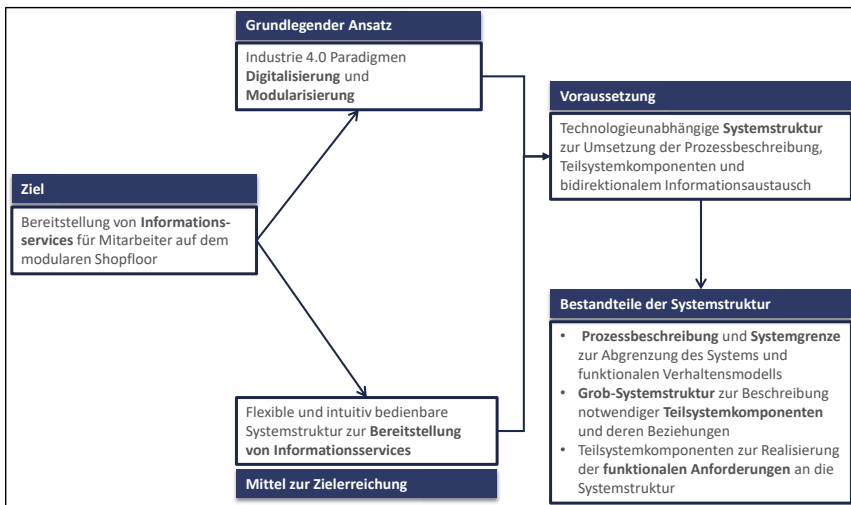 Grundlegender Ansatz
Industrie 4.0 Paradigmen
Digitalisierung und
Modularisierung
Voraussetzung
Technologieunabhängige Systemstruktur
zur Umsetzung der Prozessbeschreibung,
Teilsystemkomponenten und
bidirektionalem Informationsaustausch
Ziel
Bereitstellung von Informations-
services für Mitarbeiter auf dem
modularen Shopfloor
Bestandteile der Systemstruktur
• Prozessbeschreibung und Systemgrenze
zur Abgrenzung des Systems und
funktionalen Verhaltensmodells
• Grob-Systemstruktur zur Beschreibung
notwendiger Teilsystemkomponenten
und deren Beziehungen
• Teilsystemkomponenten zur Realisierung
der funktionalen Anforderungen an die
Systemstruktur
Flexible und intuitiv bedienbare
Systemstruktur zur Bereitstellung
von Informationsservices
Mittel zur Zielerreichung